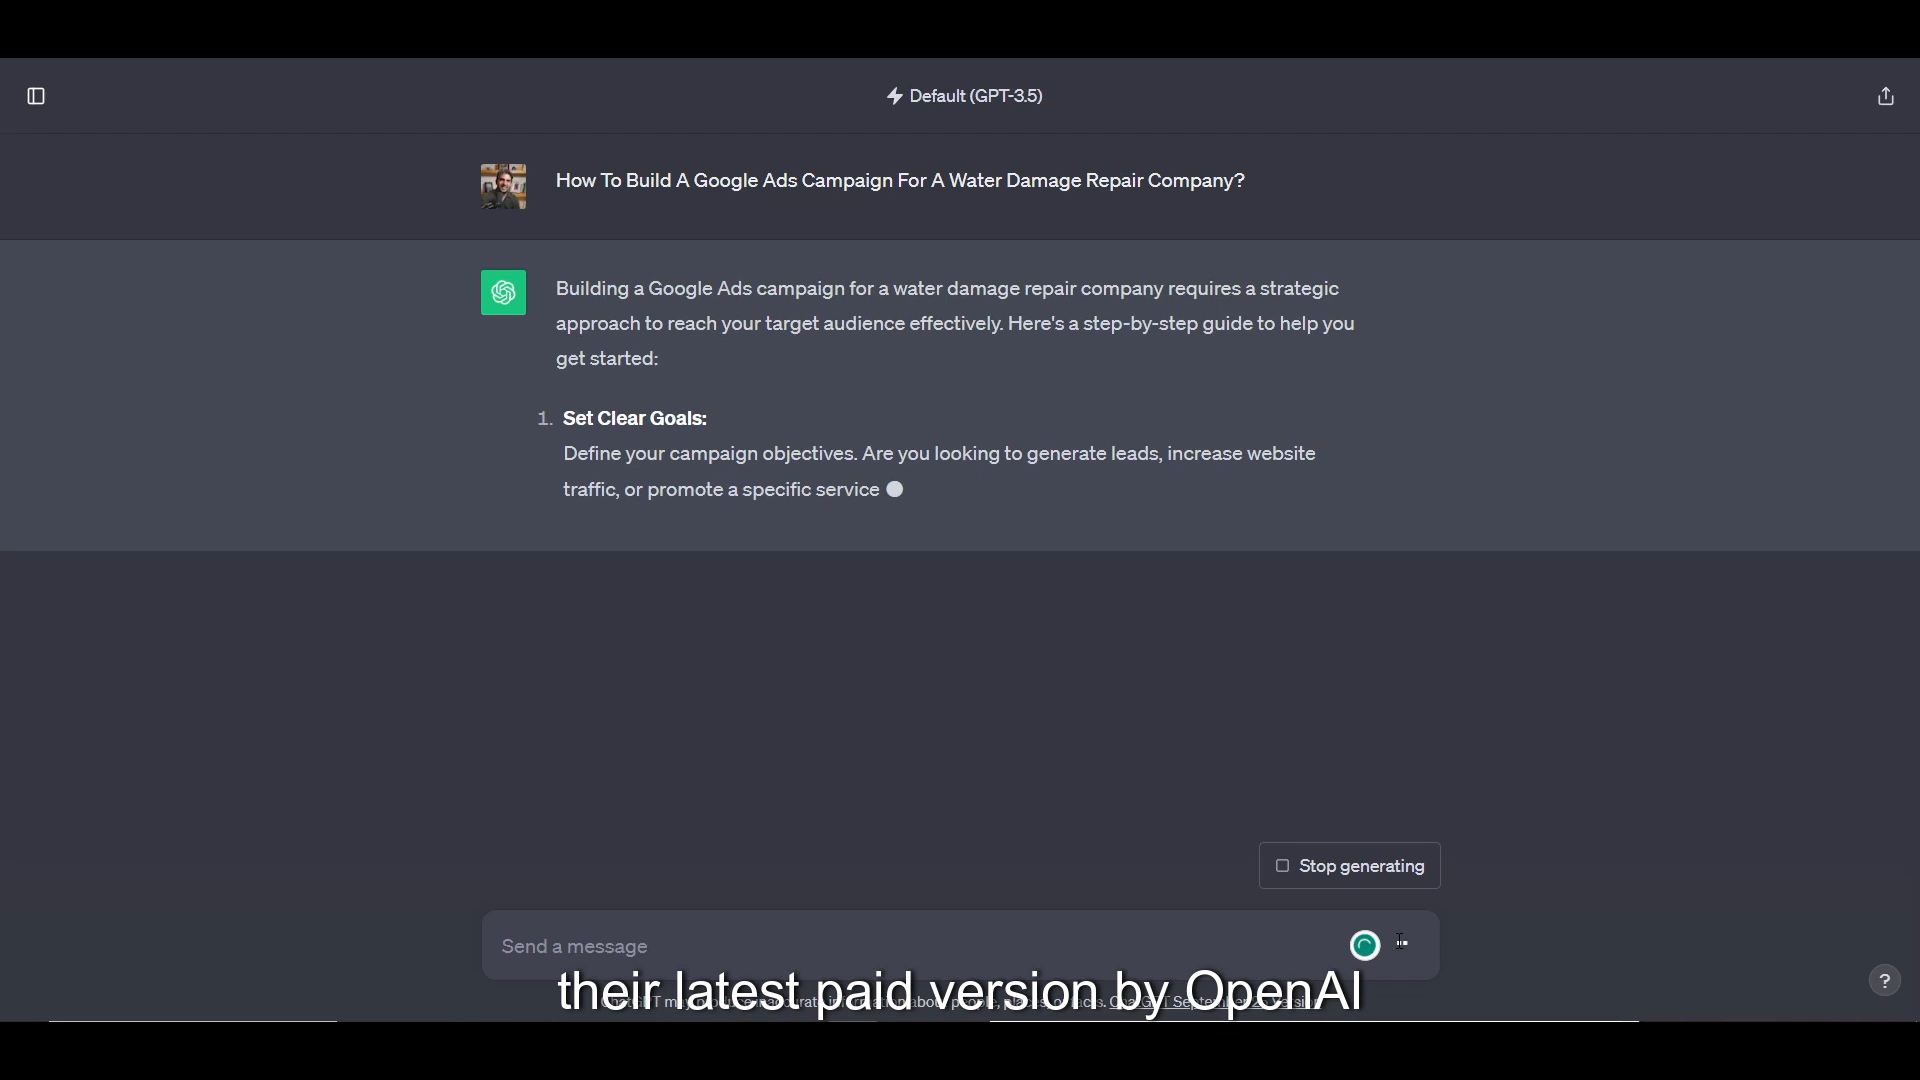 Default (GPT-3.5)
How To Build A Google Ads Campaign For A Water Damage Repair Company?
Building a Google Ads campaign for a water damage repair company requires a strategic
approach to reach your target audience effectively. Here's a step-by-step guide to help you
get started:
1. Set Clear Goals:
Define your campaign objectives. Are you looking to generate leads, increase website
traffic, or promote a specific service
Stop generating
Send a message
their latest paid version by OpenAI
?